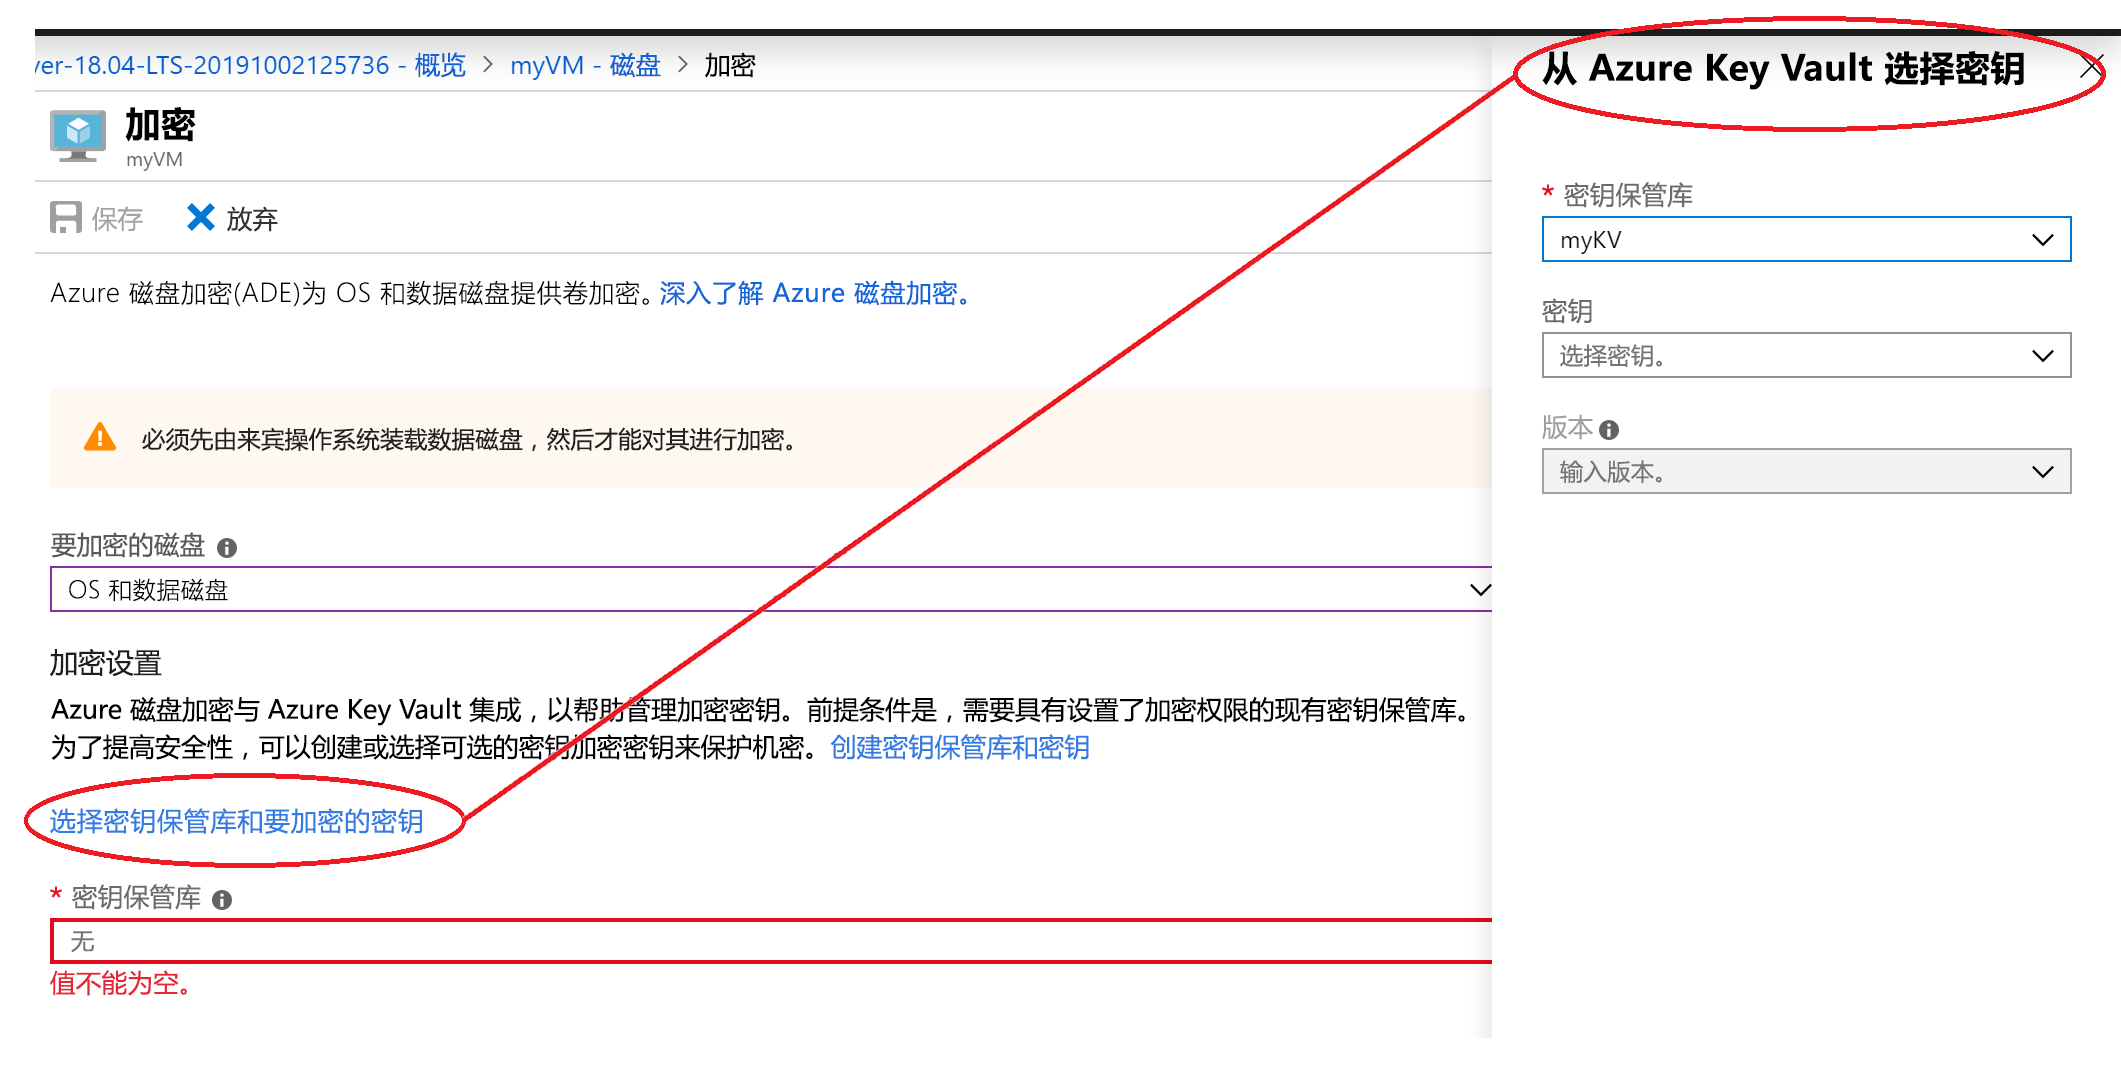 ver-18.04-LTS-20191002125736 - 概览 > myVM - 磁盘 > 加密
加密
myVM
保存 放弃
Azure 磁盘加密(ADE)为 OS 和数据磁盘提供卷加密。深入了解 Azure 磁盘加密。
必须先由来宾操作系统装载数据磁盘，然后才能对其进行加密。
要加密的磁盘
OS 和数据磁盘
加密设置
Azure 磁盘加密与 Azure Key Vault 集成，以帮助管理加密密钥。前提条件是，需要具有设置了加密权限的现有密钥保管库。
为了提高安全性，可以创建或选择可选的密钥加密密钥来保护机密。创建密钥保管库和密钥
选择密钥保管库和要加密的密钥
* 密钥保管库
无
值不能为空。
从 Azure Key Vault 选择密钥
* 密钥保管库
myKV
密钥
选择密钥。
版本
输入版本。